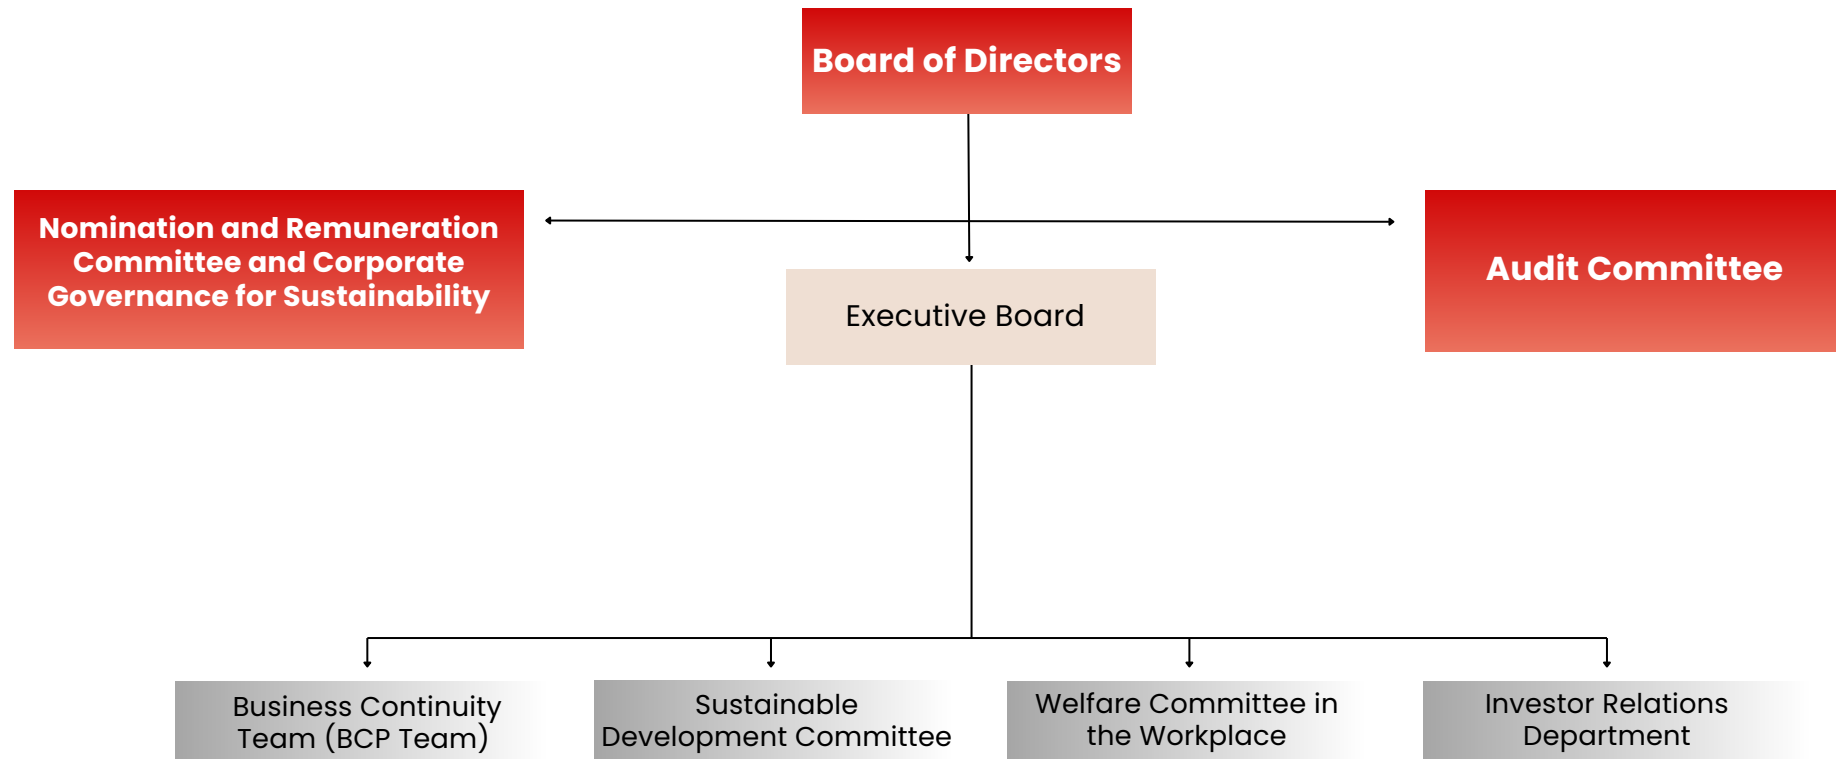 Board of Directors
Nomination and Remuneration
Committee and Corporate
Governance for Sustainability
Audit Committee
Executive Board
Business Continuity
Team (BCP Team)
Sustainable
Development Committee
Welfare Committee in
the Workplace
Investor Relations
Department